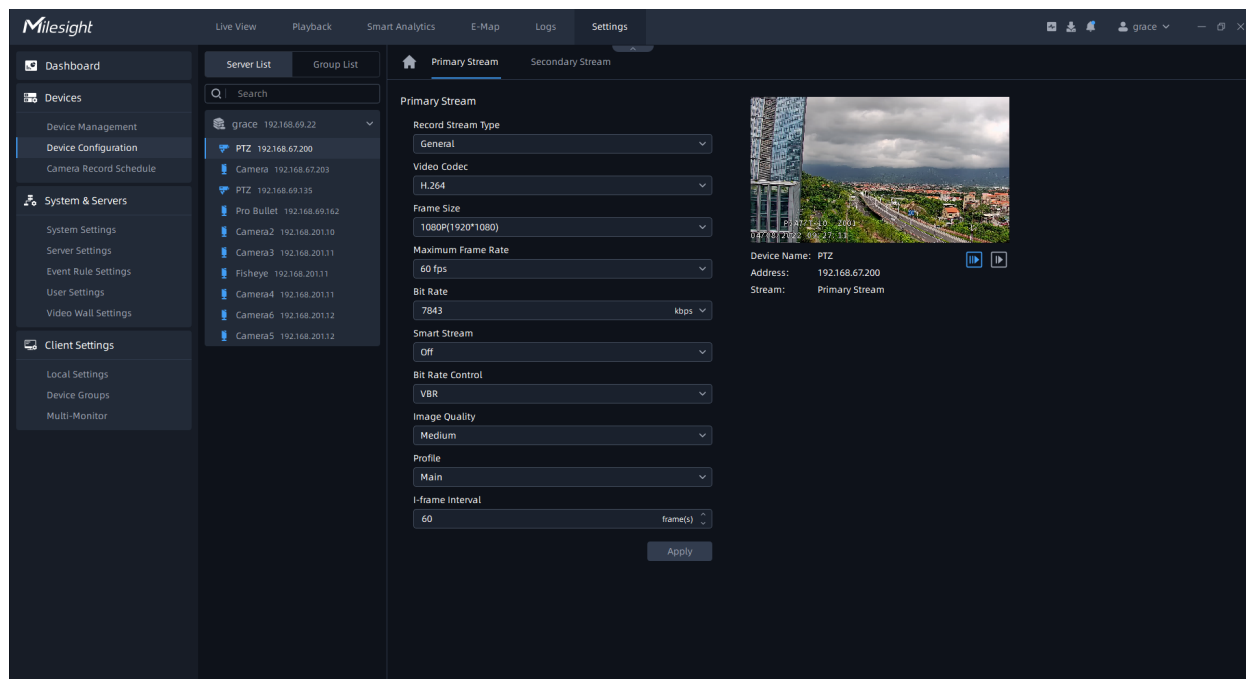 Milesight
Live View Playback Smart Analytics E-Map Logs Settings grace
Dashboard
Devices
Device Management
Device Configuration
Camera Record Schedule
System & Servers
System Settings
Server Settings
Event Rule Settings
User Settings
Video Wall Settings
Client Settings
Local Settings
Device Groups
Multi-Monitor
Server List Group List
Search
grace 192.168.69.22
PTZ 192.168.67.200
Camera 192.168.67.203
PTZ 192.168.69.135
Pro Bullet 192.168.69.162
Camera2 192.168.201.10
Camera3 192.168.201.11
Fisheye 192.168.201.11
Camera4 192.168.201.11
Camera6 192.168.201.12
Camera5 192.168.201.12
Primary Stream Secondary Stream
Primary Stream
Record Stream Type
General
Video Codec
H.264
Frame Size
1080P(1920*1080)
Maximum Frame Rate
60 fps
Bit Rate
7843 kbps
Smart Stream
Off
Bit Rate Control
VBR
Image Quality
Medium
Profile
Main
I-frame Interval
60 frame(s)
Apply
04/08/2022 09:27:11
Device Name: PTZ
Address: 192.168.67.200
Stream: Primary Stream